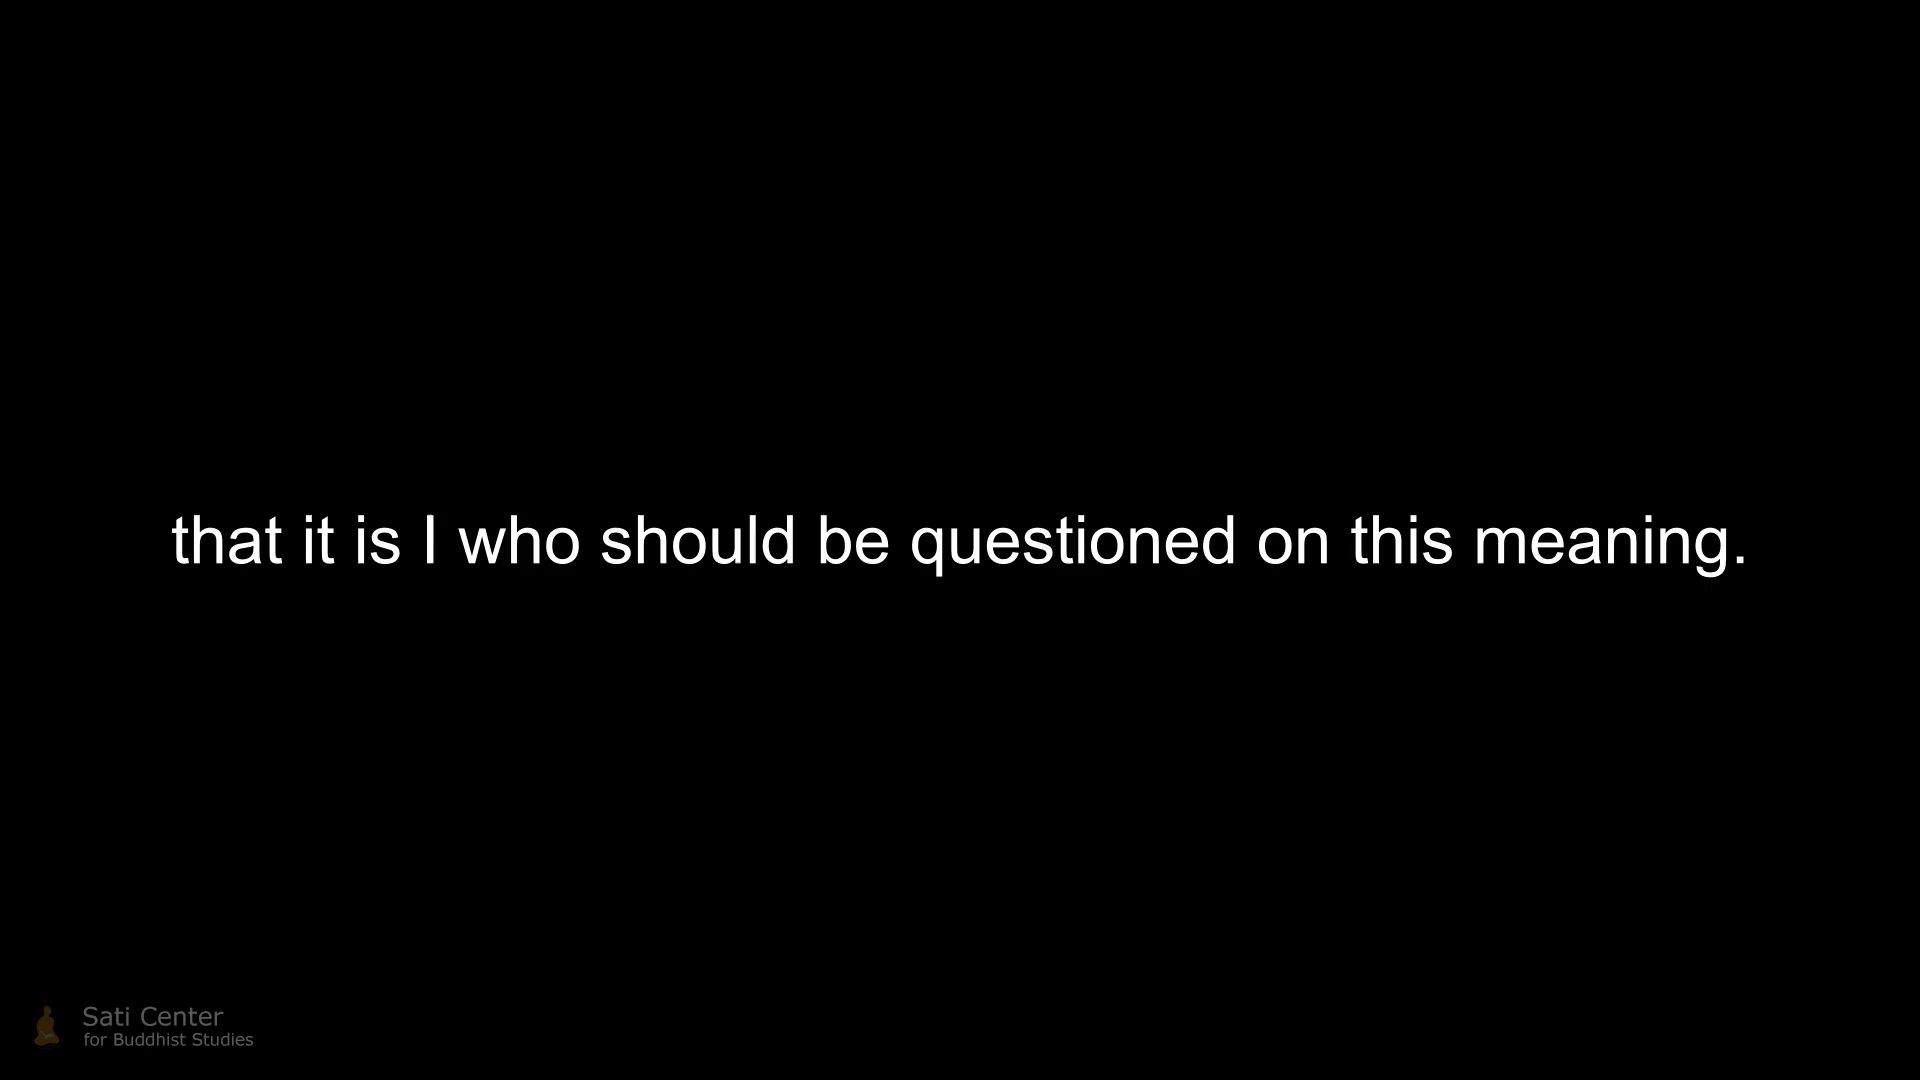 that it is I who should be questioned on this meaning.
Sati Center
for Buddhist Studies